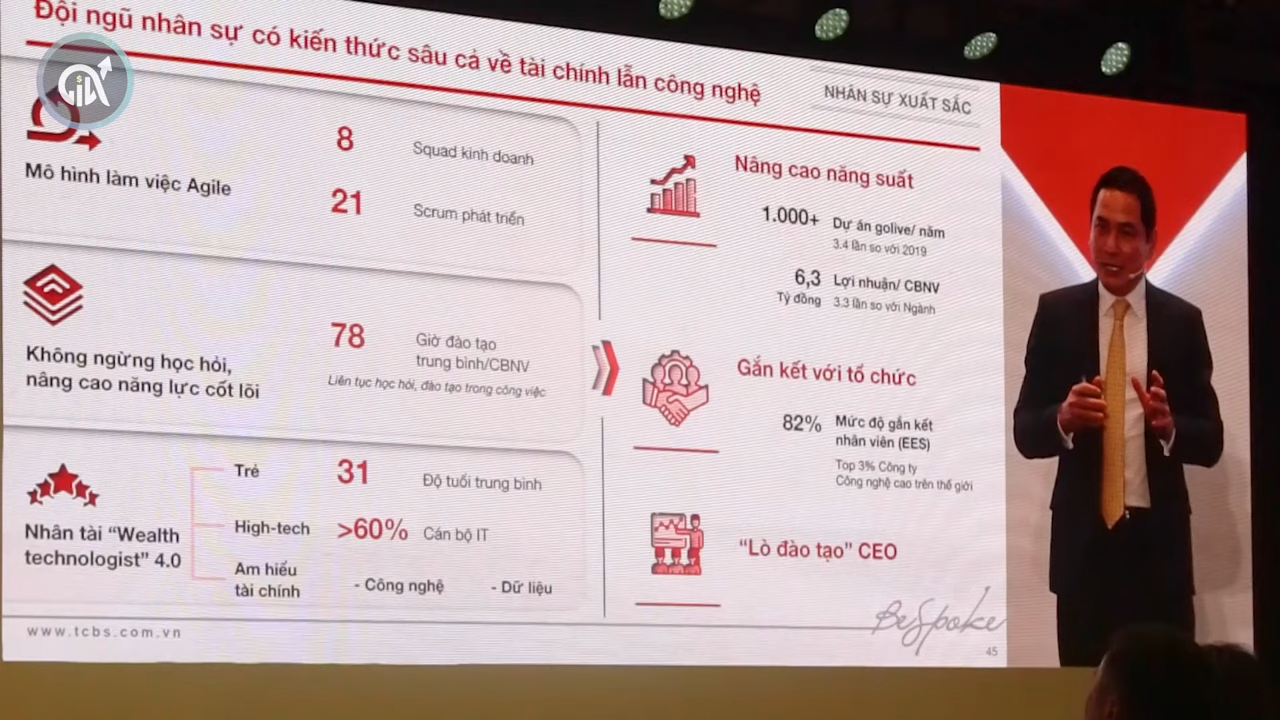 Đội ngũ nhân sự có kiến thức sâu cả về tài chính lẫn công nghệ
NHÂN SỰ XUẤT SẮC
GILA
Mô hình làm việc Agile
8 Squad kinh doanh
21 Scrum phát triển
Không ngừng học hỏi,
nâng cao năng lực cốt lõi
78 Giờ đào tạo
trung bình/CBNV
Liên tục học hỏi, đào tạo trong công việc
Nhân tài “Wealth
technologist” 4.0
Trẻ 31 Độ tuổi trung bình
High-tech >60% Cán bộ IT
Am hiểu
tài chính - Công nghệ - Dữ liệu
Nâng cao năng suất
1.000+ Dự án golive/ năm
3.4 lần so với 2019
6,3 Lợi nhuận/ CBNV
Tỷ đồng 3.3 lần so với Ngành
Gắn kết với tổ chức
82% Mức độ gắn kết
nhân viên (EES)
Top 3% Công ty
Công nghệ cao trên thế giới
“Lò đào tạo” CEO
www.tcbs.com.vn
BeSpoke
45